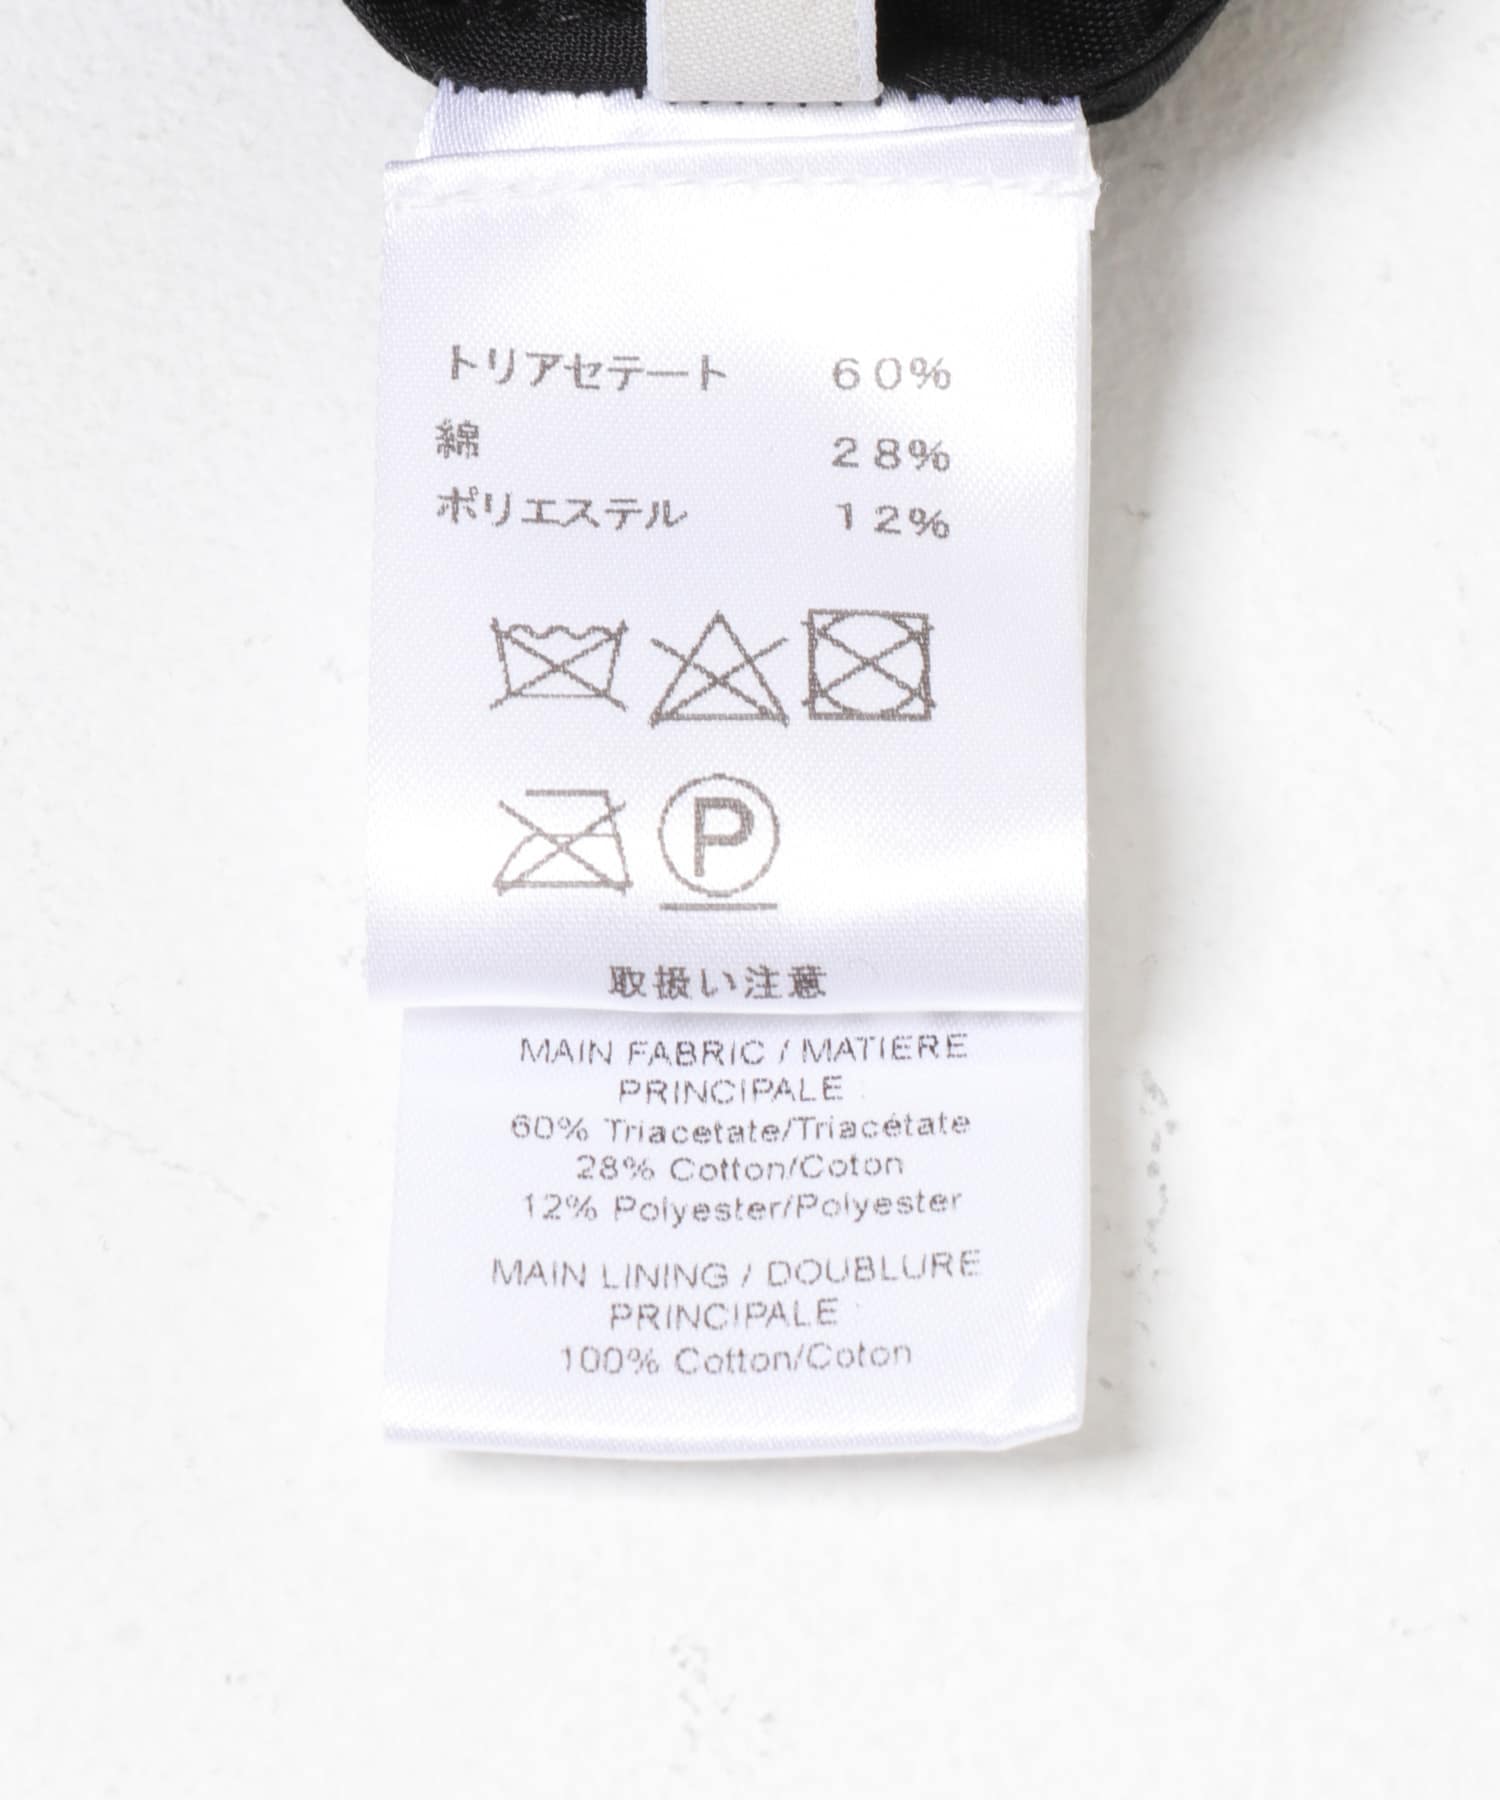 トリアセテート 60%
綿 28%
ポリエステル 12%
P
取扱い注意
MAIN FABRIC / MATIERE
PRINCIPALE :
60% Triacetate/Triacétate
28% Cotton/Coton
12% Polyester/Polyester
MAIN LINING / DOUBLURE
PRINCIPALE :
100% Cotton/Coton